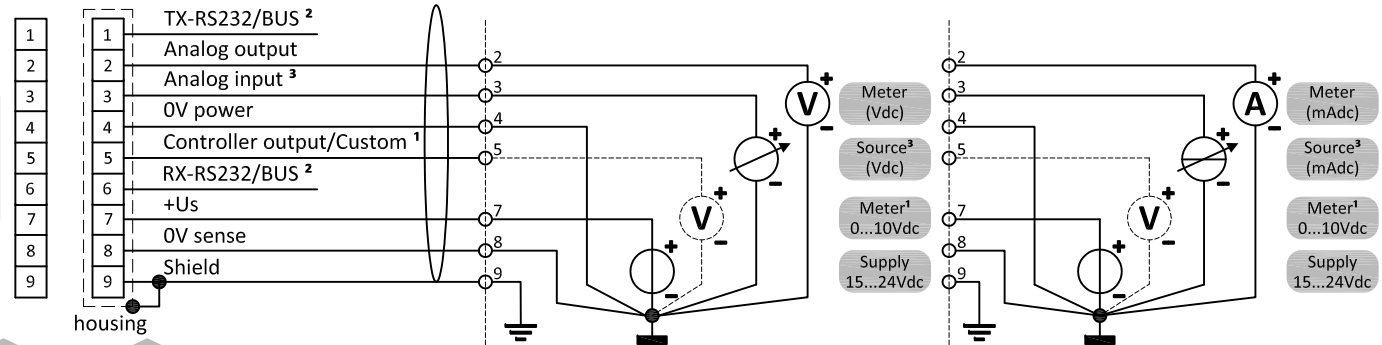 1
2
3
4
5
6
7
8
9
1
2
3
4
5
6
7
8
9
TX-RS232/BUS ²
Analog output
Analog input ³
0V power
Controller output/Custom ¹
RX-RS232/BUS ²
+Us
0V sense
Shield
housing
2
3
4
5
7
8
9
V
+
-
+
-
V
+
-
+
-
Meter
(Vdc)
Source³
(Vdc)
Meter¹
0...10Vdc
Supply
15...24Vdc
2
3
4
5
7
8
9
A
+
-
+
-
V
+
-
+
-
Meter
(mAdc)
Source³
(mAdc)
Meter¹
0...10Vdc
Supply
15...24Vdc